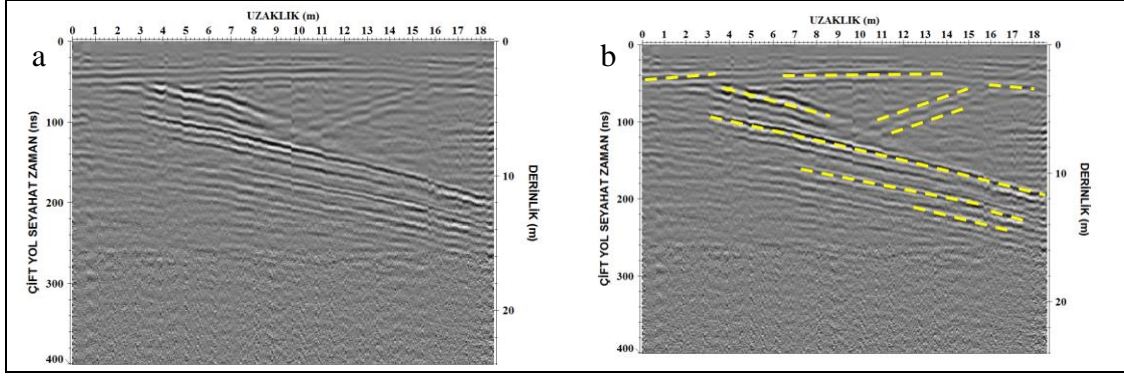 a
UZAKLIK (m)
0 1 2 3 4 5 6 7 8 9 10 11 12 13 14 15 16 17 18
ÇİFT YOL SEYAHAT ZAMAN (ns)
0
100
200
300
400
DERİNLİK (m)
0
10
20
b
UZAKLIK (m)
0 1 2 3 4 5 6 7 8 9 10 11 12 13 14 15 16 17 18
ÇİFT YOL SEYAHAT ZAMAN (ns)
0
100
200
300
400
DERİNLİK (m)
0
10
20